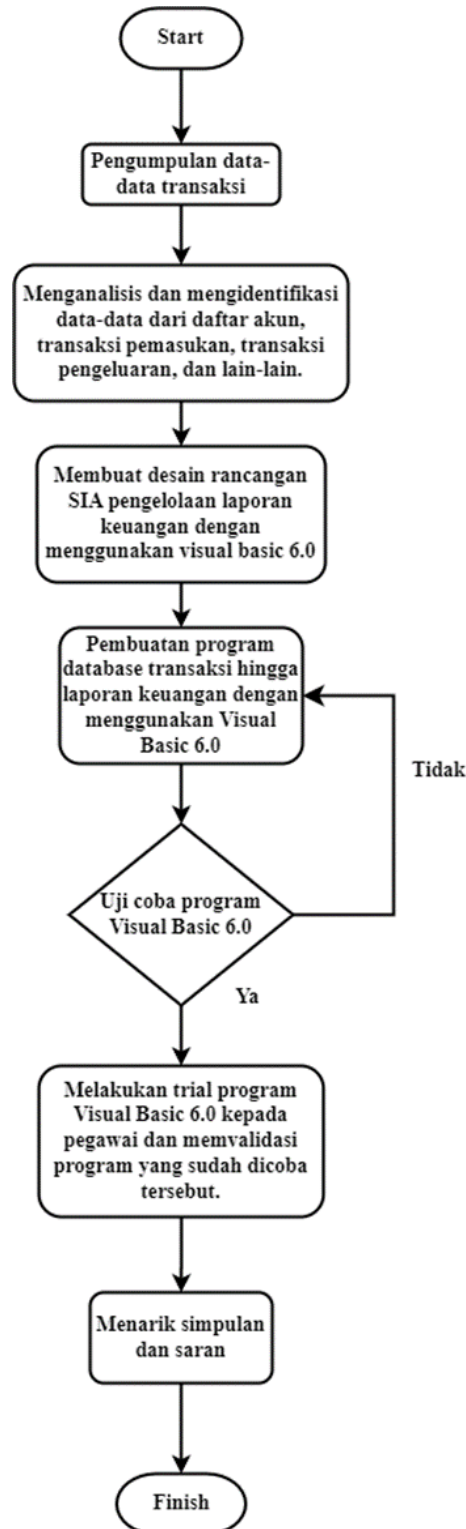 Start
Pengumpulan data-
data transaksi
Menganalisis dan mengidentifikasi
data-data dari daftar akun,
transaksi pemasukan, transaksi
pengeluaran, dan lain-lain.
Membuat desain rancangan
SIA pengelolaan laporan
keuangan dengan
menggunakan visual basic 6.0
Pembuatan program
database transaksi hingga
laporan keuangan dengan
menggunakan Visual
Basic 6.0
Tidak
Uji coba program
Visual Basic 6.0
Ya
Melakukan trial program
Visual Basic 6.0 kepada
pegawai dan memvalidasi
program yang sudah dicoba
tersebut.
Menarik simpulan
dan saran
Finish